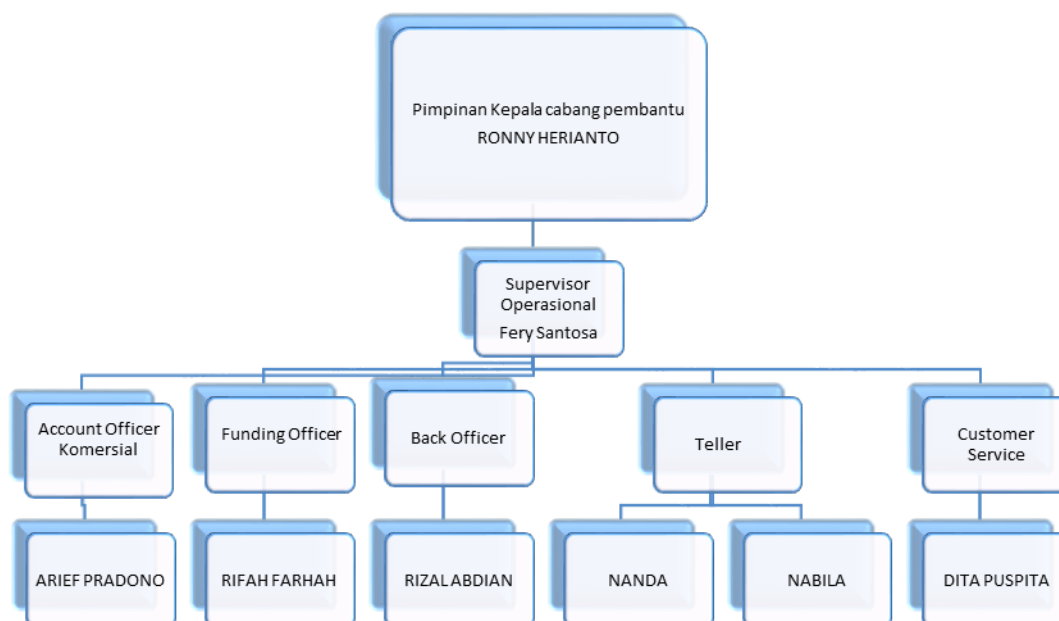 Pimpinan Kepala cabang pembantu
RONNY HERIANTO
Supervisor
Operasional
Fery Santosa
Account Officer
Komersial
Funding Officer
Back Officer
Teller
Customer
Service
ARIEF PRADONO
RIFAH FARHAH
RIZAL ABDIAN
NANDA
NABILA
DITA PUSPITA